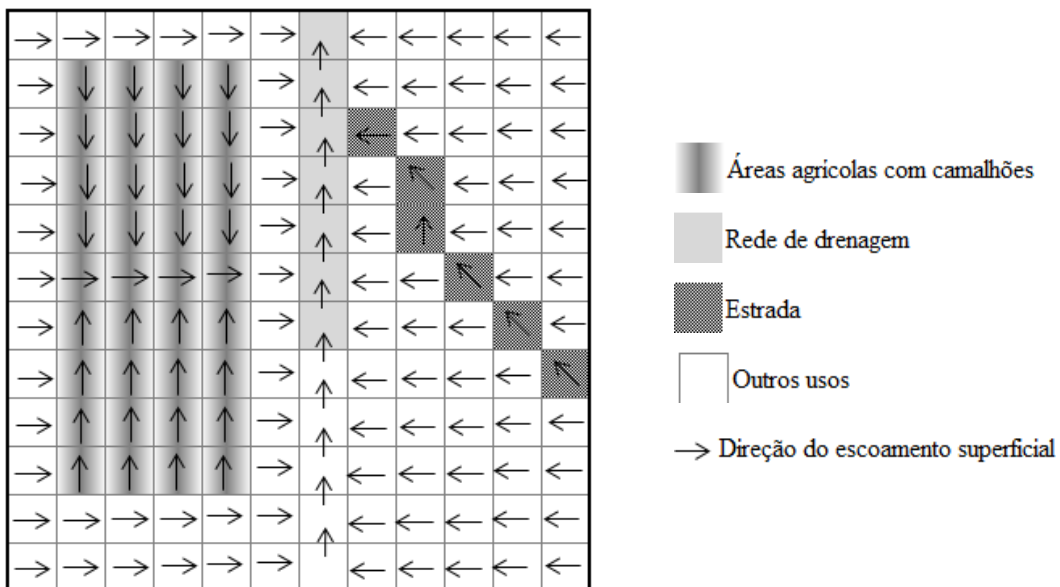 Áreas agrícolas com camalhões
Rede de drenagem
Estrada
Outros usos
Direção do escoamento superficial